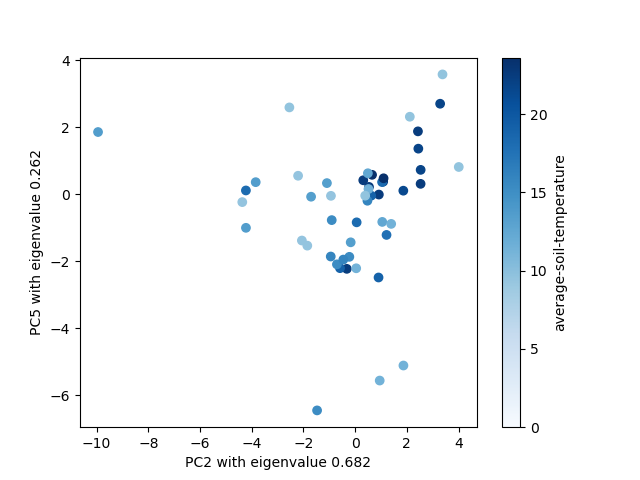 4
2
0
−2
−4
−6
PC5 with eigenvalue 0.262
−10 −8 −6 −4 −2 0 2 4
PC2 with eigenvalue 0.682
20
15
10
5
0
average-soil-temperature